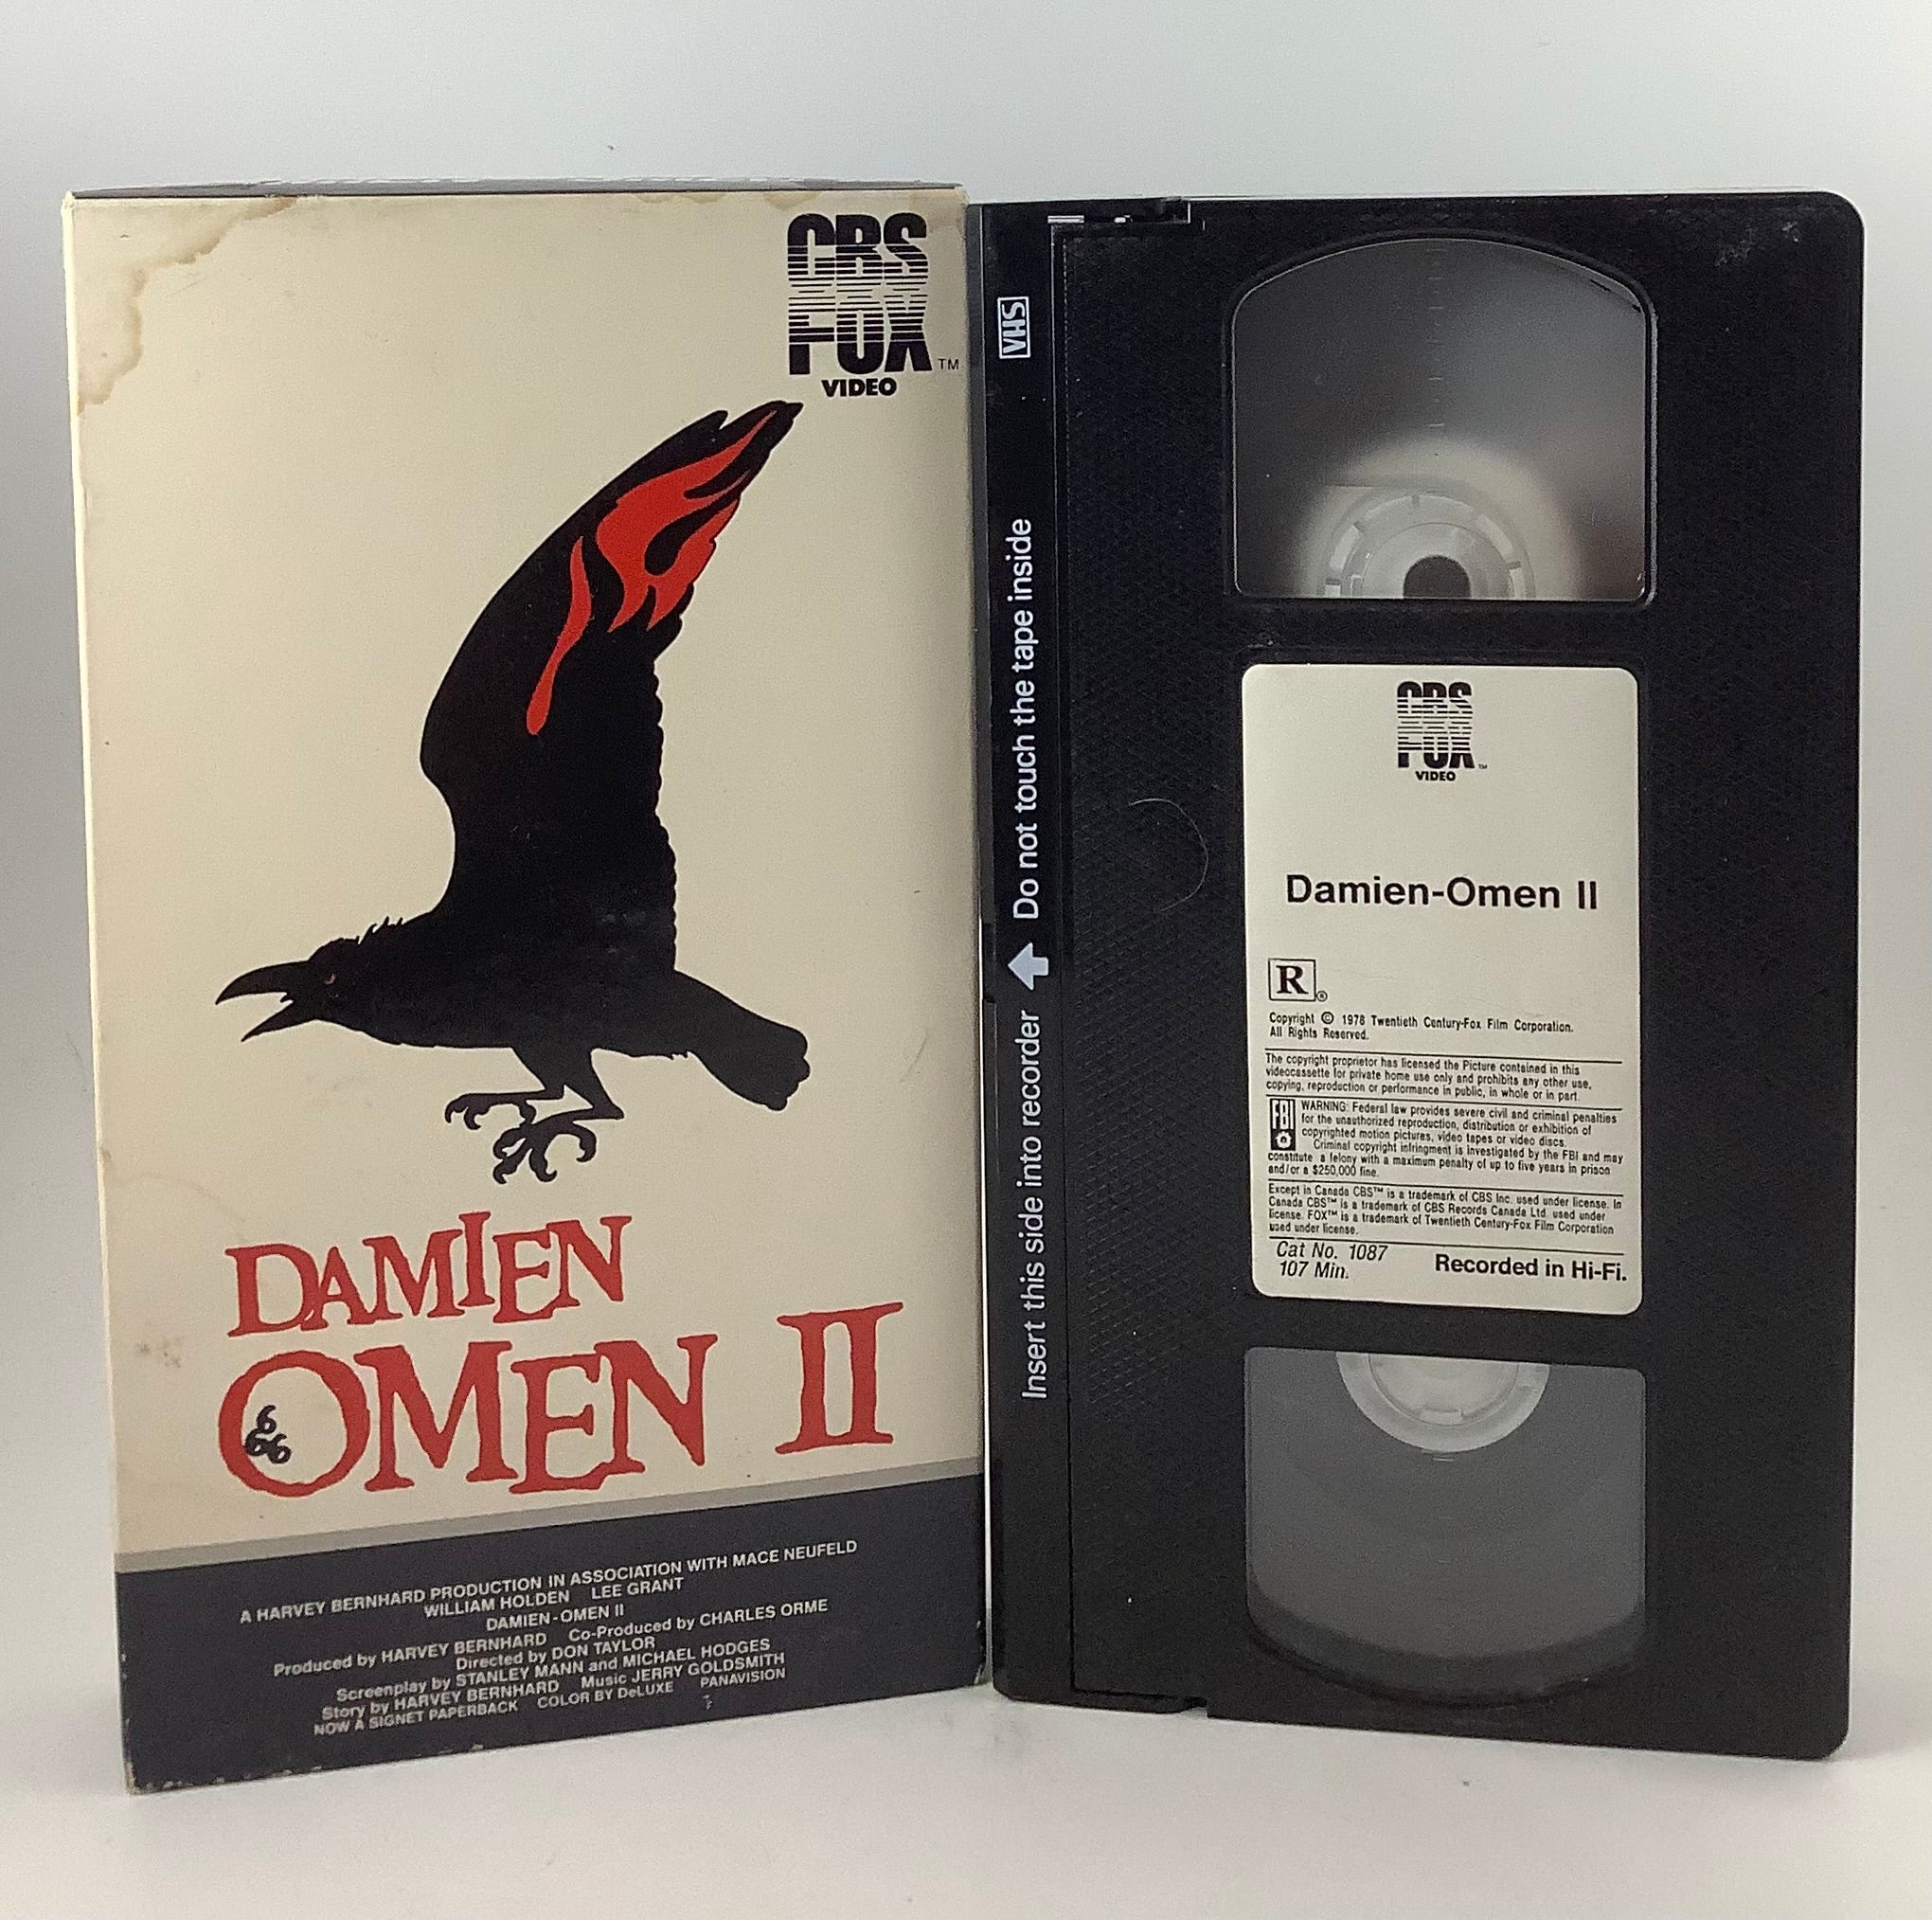 CBS
FOX
™
VIDEO
DAMIEN
OMEN II
666
A HARVEY BERNHARD PRODUCTION IN ASSOCIATION WITH MACE NEUFELD
WILLIAM HOLDEN LEE GRANT
DAMIEN-OMEN II
Produced by HARVEY BERNHARD Co-Produced by CHARLES ORME
Directed by DON TAYLOR
Screenplay by STANLEY MANN and MICHAEL HODGES
Story by HARVEY BERNHARD Music JERRY GOLDSMITH
NOW A SIGNET PAPERBACK COLOR BY DeLUXE PANAVISION
VHS
Insert this side into recorder Do not touch the tape inside
CBS
FOX
™
VIDEO
Damien-Omen II
R®
Copyright © 1978 Twentieth Century-Fox Film Corporation.
All Rights Reserved.
The copyright proprietor has licensed the Picture contained in this
videocassette for private home use only and prohibits any other use,
copying, reproduction or performance in public, in whole or in part.
FBI
WARNING: Federal law provides severe civil and criminal penalties
for the unauthorized reproduction, distribution or exhibition of
copyrighted motion pictures, video tapes or video discs.
Criminal copyright infringement is investigated by the FBI and may
constitute a felony with a maximum penalty of up to five years in prison
and/or a $250,000 fine.
Except in Canada CBS™ is a trademark of CBS Inc. used under license. In
Canada CBS™ is a trademark of CBS Records Canada Ltd. used under
license. FOX™ is a trademark of Twentieth Century-Fox Film Corporation
used under license.
Cat No. 1087
107 Min.
Recorded in Hi-Fi.